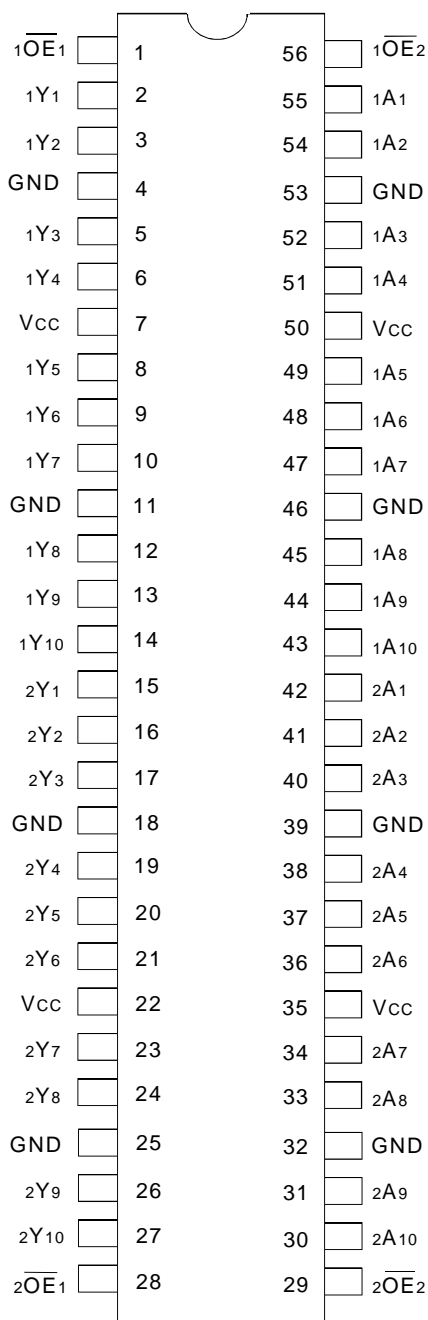 1OE1 1 56 1OE2
1Y1 2 55 1A1
1Y2 3 54 1A2
GND 4 53 GND
1Y3 5 52 1A3
1Y4 6 51 1A4
VCC 7 50 VCC
1Y5 8 49 1A5
1Y6 9 48 1A6
1Y7 10 47 1A7
GND 11 46 GND
1Y8 12 45 1A8
1Y9 13 44 1A9
1Y10 14 43 1A10
2Y1 15 42 2A1
2Y2 16 41 2A2
2Y3 17 40 2A3
GND 18 39 GND
2Y4 19 38 2A4
2Y5 20 37 2A5
2Y6 21 36 2A6
VCC 22 35 VCC
2Y7 23 34 2A7
2Y8 24 33 2A8
GND 25 32 GND
2Y9 26 31 2A9
2Y10 27 30 2A10
2OE1 28 29 2OE2